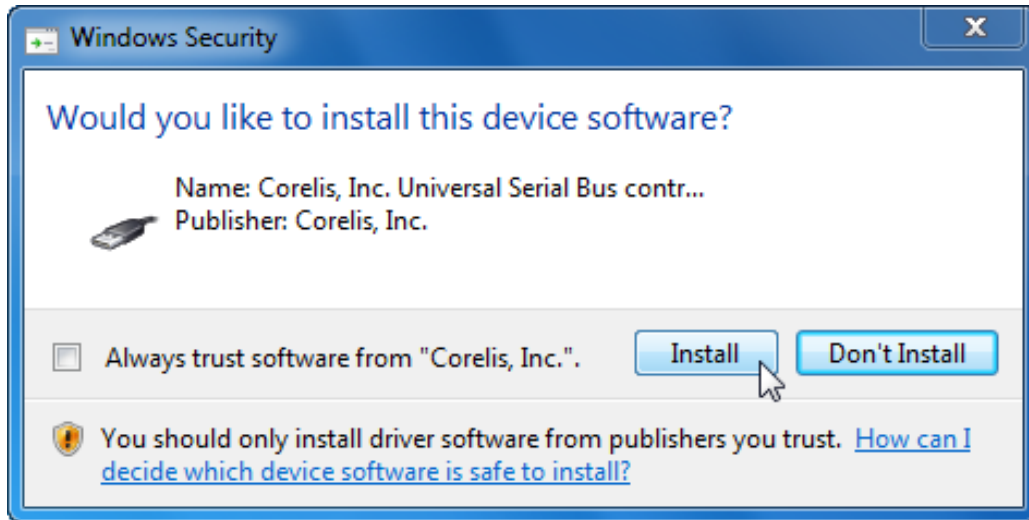 Windows Security
Would you like to install this device software?
Name: Corelis, Inc. Universal Serial Bus contr...
Publisher: Corelis, Inc.
Always trust software from "Corelis, Inc.".
Install
Don't Install
You should only install driver software from publishers you trust. How can I
decide which device software is safe to install?